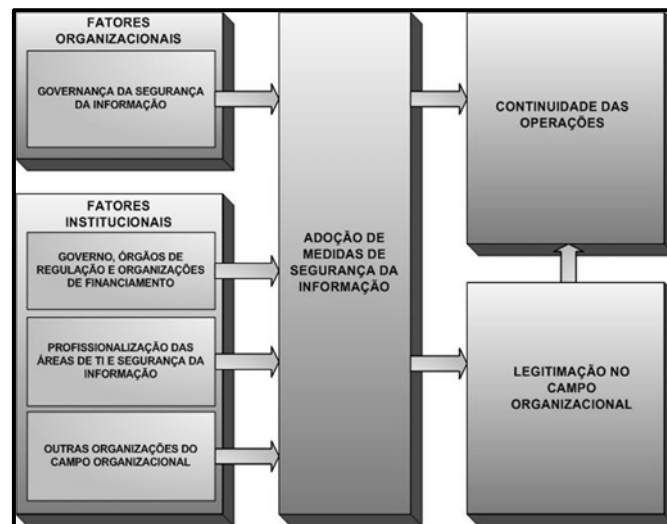 FATORES
ORGANIZACIONAIS
GOVERNANÇA DA SEGURANÇA
DA INFORMAÇÃO
FATORES
INSTITUCIONAIS
GOVERNO, ÓRGÃOS DE
REGULAÇÃO E ORGANIZAÇÕES
DE FINANCIAMENTO
PROFISSIONALIZAÇÃO DAS
ÁREAS DE TI E SEGURANÇA DA
INFORMAÇÃO
OUTRAS ORGANIZAÇÕES DO
CAMPO ORGANIZACIONAL
ADOÇÃO DE
MEDIDAS DE
SEGURANÇA DA
INFORMAÇÃO
CONTINUIDADE DAS
OPERAÇÕES
LEGITIMAÇÃO NO
CAMPO
ORGANIZACIONAL